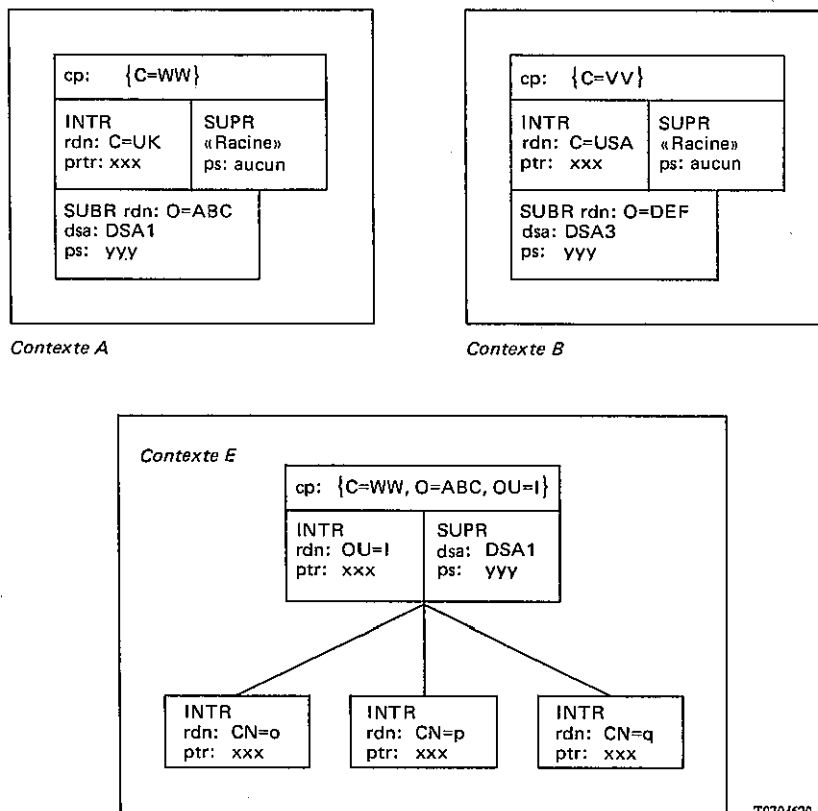 cp: {C=WW}
INTR
rdn: C=UK
prtr: xxx
SUPR
«Racine»
ps: aucun
SUBR rdn: O=ABC
dsa: DSA1
ps: yyy
Contexte A
cp: {C=VV}
INTR
rdn: C=USA
ptr: xxx
SUPR
«Racine»
ps: aucun
SUBR rdn: O=DEF
dsa: DSA3
ps: yyy
Contexte B
Contexte E
cp: {C=WW, O=ABC, OU=I}
INTR
rdn: OU=I
ptr: xxx
SUPR
dsa: DSA1
ps: yyy
INTR
rdn: CN=o
ptr: xxx
INTR
rdn: CN=p
ptr: xxx
INTR
rdn: CN=q
ptr: xxx